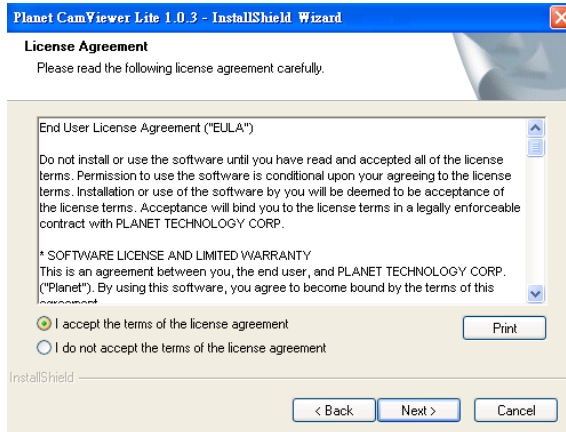 Planet CamViewer Lite 1.0.3 - InstallShield Wizard
License Agreement
Please read the following license agreement carefully.
End User License Agreement ("EULA")
Do not install or use the software until you have read and accepted all of the license
terms. Permission to use the software is conditional upon your agreeing to the license
terms. Installation or use of the software by you will be deemed to be acceptance of
the license terms. Acceptance will bind you to the license terms in a legally enforceable
contract with PLANET TECHNOLOGY CORP.
* SOFTWARE LICENSE AND LIMITED WARRANTY
This is an agreement between you, the end user, and PLANET TECHNOLOGY CORP.
("Planet"). By using this software, you agree to become bound by the terms of this
agreement.
I accept the terms of the license agreement
Print
I do not accept the terms of the license agreement
InstallShield
< Back
Next >
Cancel